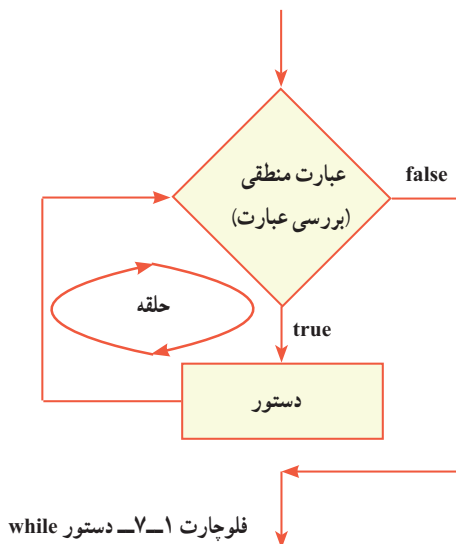 عبارت منطقی
(بررسی عبارت)
false
حلقه
true
دستور
فلوچارت ۱ــ۷ــ دستور while